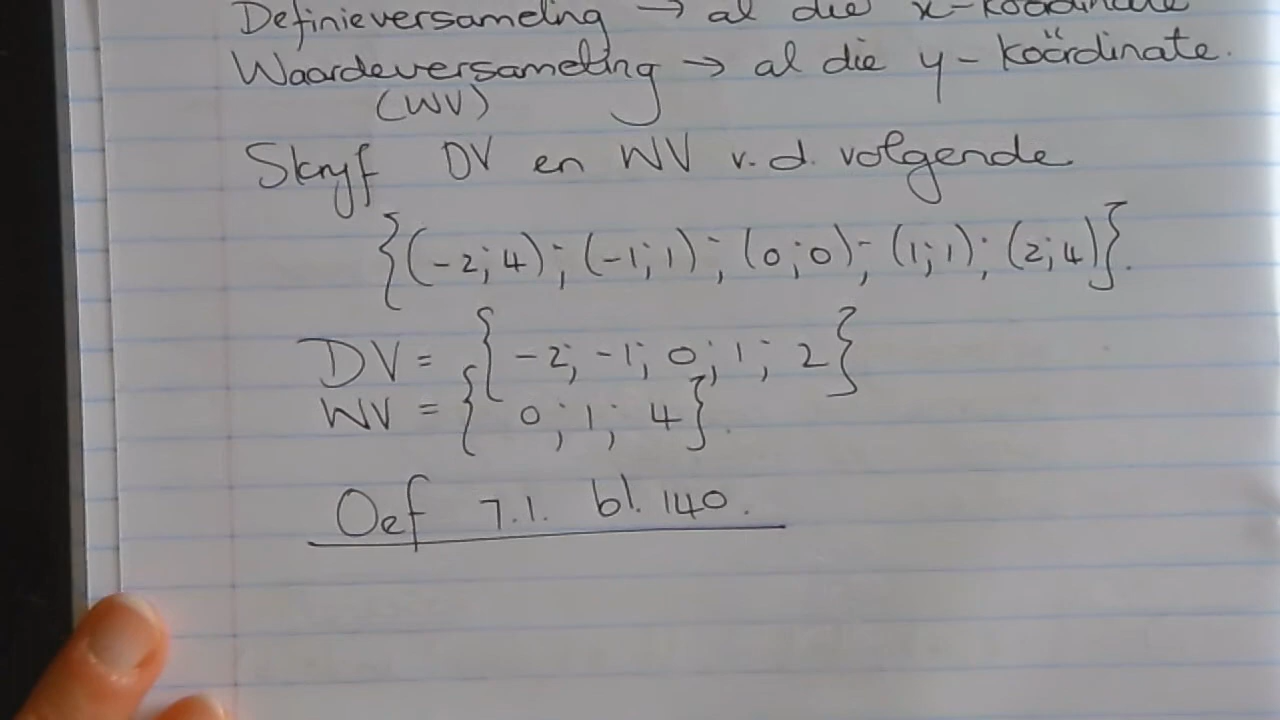 Definieversameling → al die x-koördinate
Waardeversameling → al die y-koördinate.
(WV)
Skryf DV en WV v.d. volgende
{(-2;4);(-1;1);(0;0);(1;1);(2;4)}.
DV = {-2; -1; 0; 1; 2}
WV = {0; 1; 4}.
Oef 7.1. bl. 140.